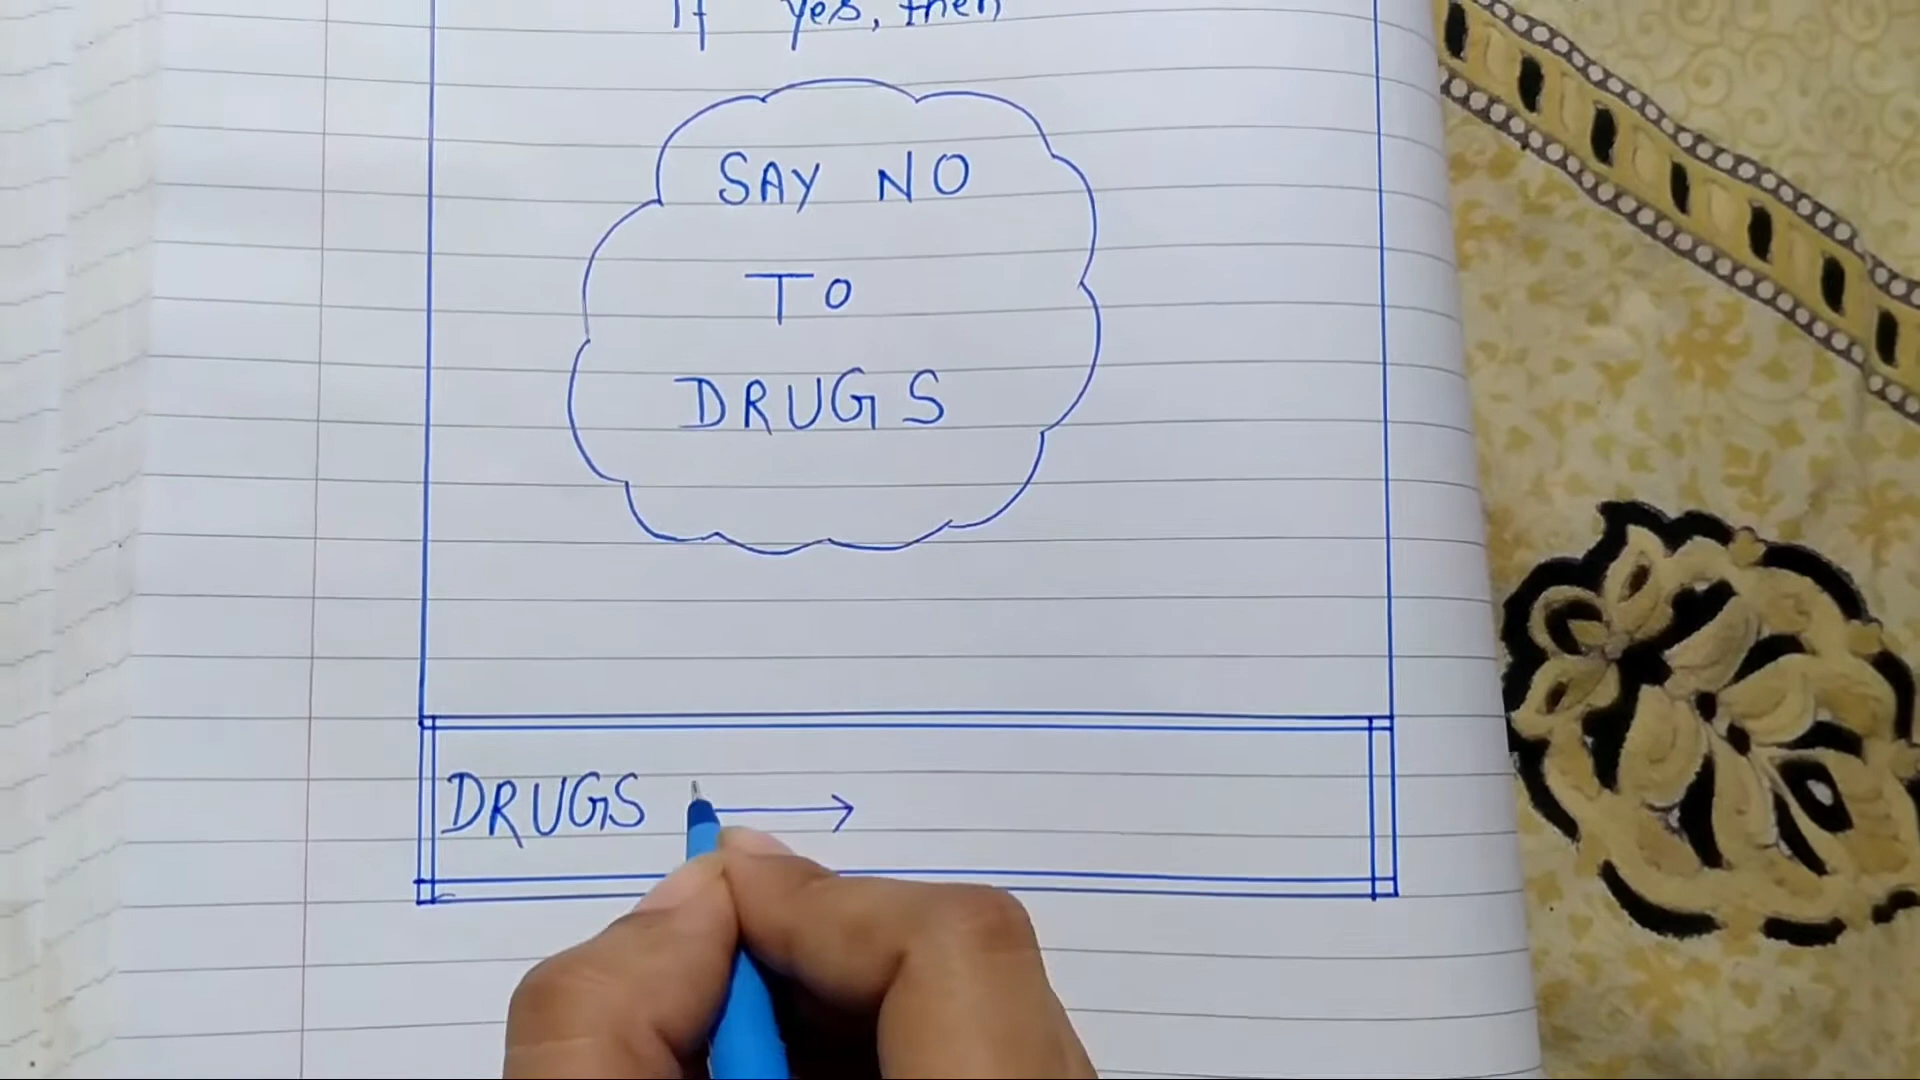 If yes, then
SAY NO
TO
DRUGS
DRUGS →